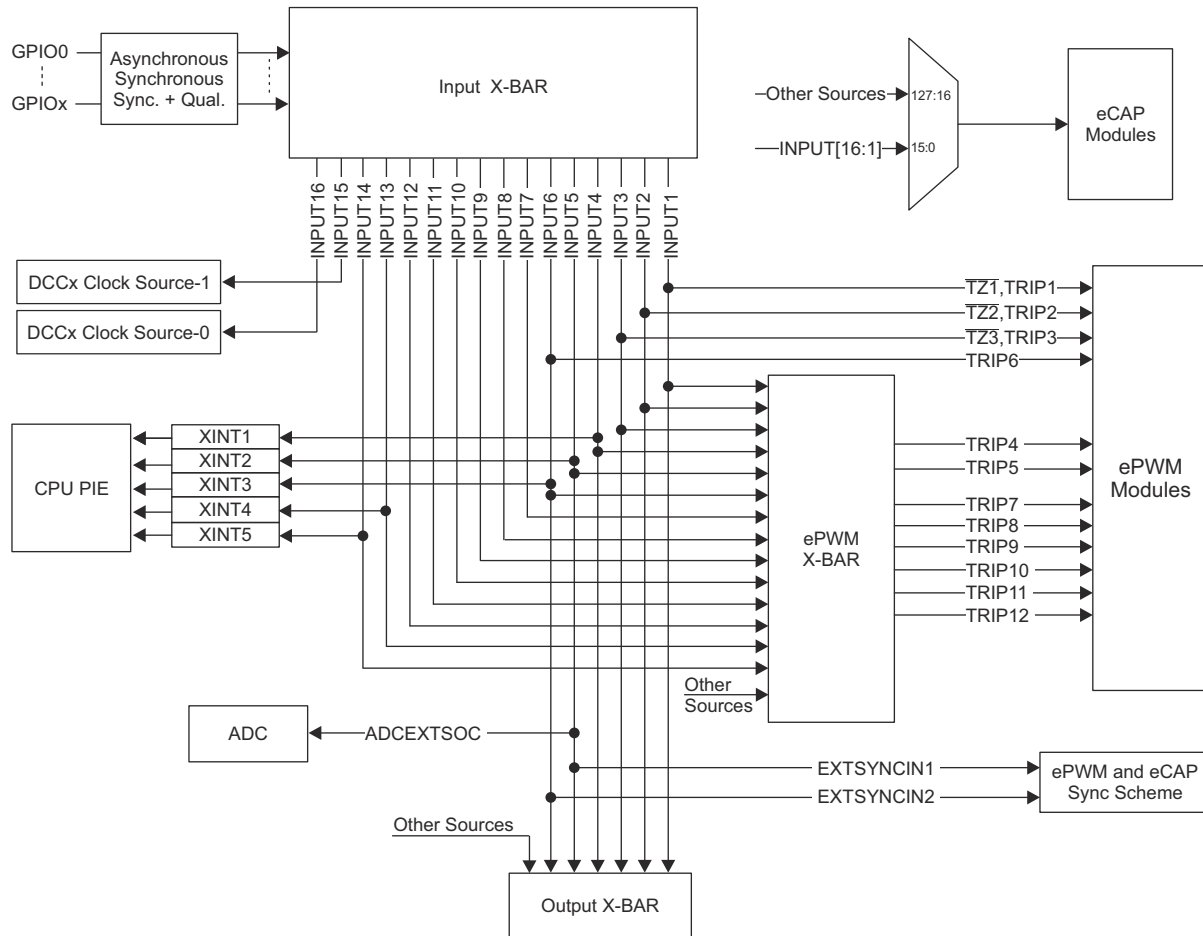 GPIO0
GPIOx
Asynchronous
Synchronous
Sync. + Qual.
Input X-BAR
Other Sources
127:16
INPUT[16:1]
15:0
eCAP
Modules
INPUT16
INPUT15
INPUT14
INPUT13
INPUT12
INPUT11
INPUT10
INPUT9
INPUT8
INPUT7
INPUT6
INPUT5
INPUT4
INPUT3
INPUT2
INPUT1
DCCx Clock Source-1
DCCx Clock Source-0
TZ1,TRIP1
TZ2,TRIP2
TZ3,TRIP3
TRIP6
CPU PIE
XINT1
XINT2
XINT3
XINT4
XINT5
ePWM
X-BAR
TRIP4
TRIP5
TRIP7
TRIP8
TRIP9
TRIP10
TRIP11
TRIP12
ePWM
Modules
Other
Sources
ADC
ADCEXTSOC
EXTSYNCIN1
EXTSYNCIN2
ePWM and eCAP
Sync Scheme
Other Sources
Output X-BAR